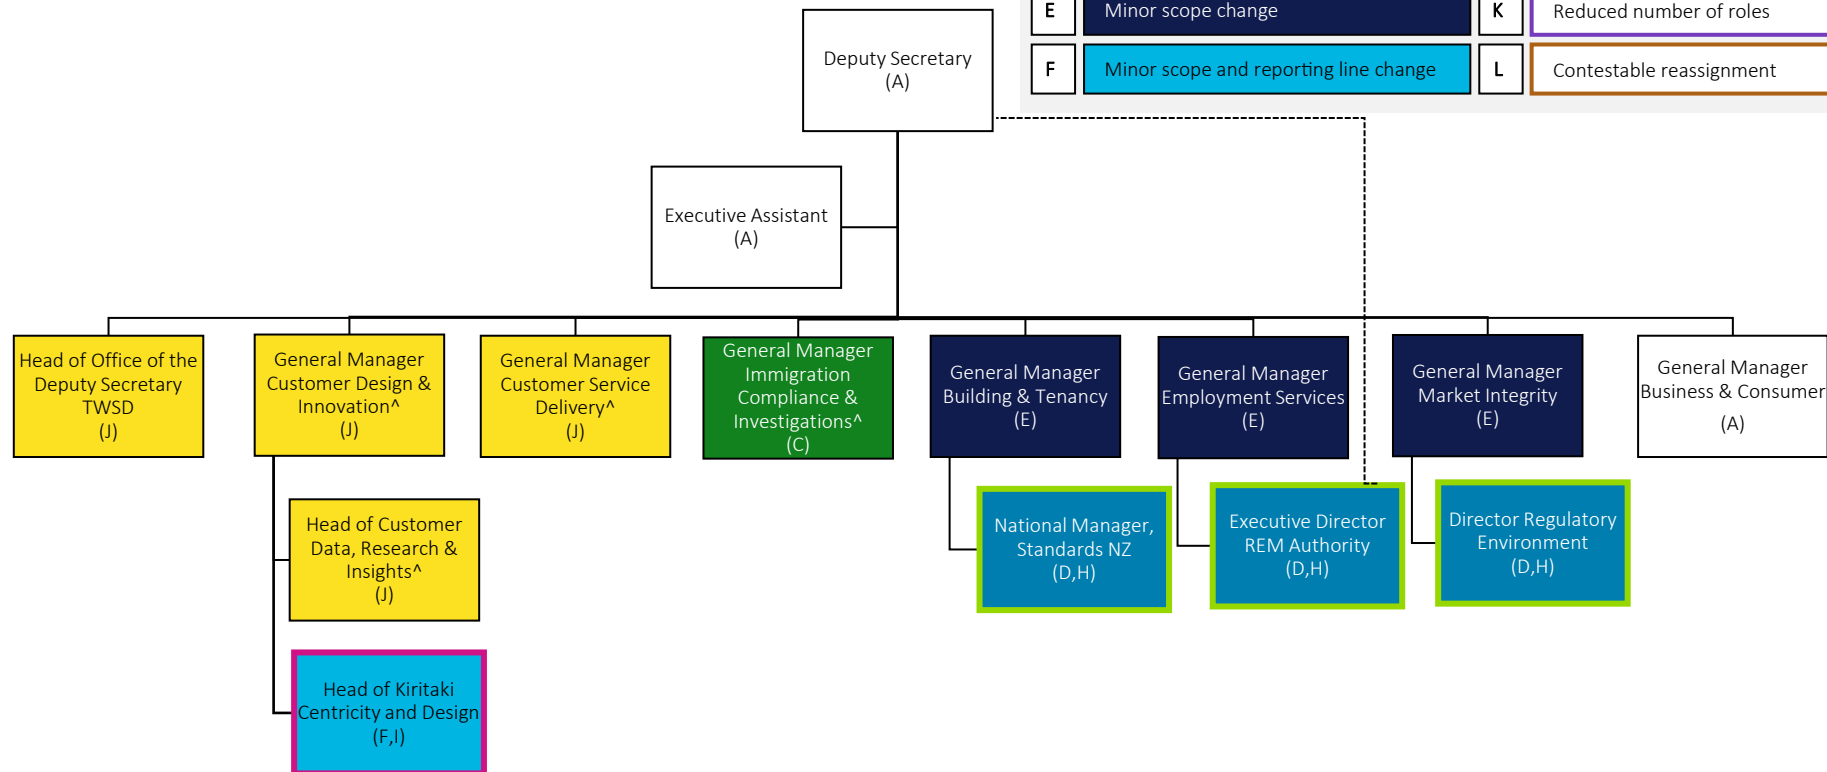 E Minor scope change K Reduced number of roles
F Minor scope and reporting line change L Contestable reassignment
Deputy Secretary
(A)
Executive Assistant
(A)
Head of Office of the
Deputy Secretary
TWSD
(J)
General Manager
Customer Design &
Innovation^
(J)
General Manager
Customer Service
Delivery^
(J)
General Manager
Immigration
Compliance &
Investigations^
(C)
General Manager
Building & Tenancy
(E)
General Manager
Employment Services
(E)
General Manager
Market Integrity
(E)
General Manager
Business & Consumer
(A)
Head of Customer
Data, Research &
Insights^
(J)
National Manager,
Standards NZ
(D,H)
Executive Director
REM Authority
(D,H)
Director Regulatory
Environment
(D,H)
Head of Kiritaki
Centricity and Design
(F,I)